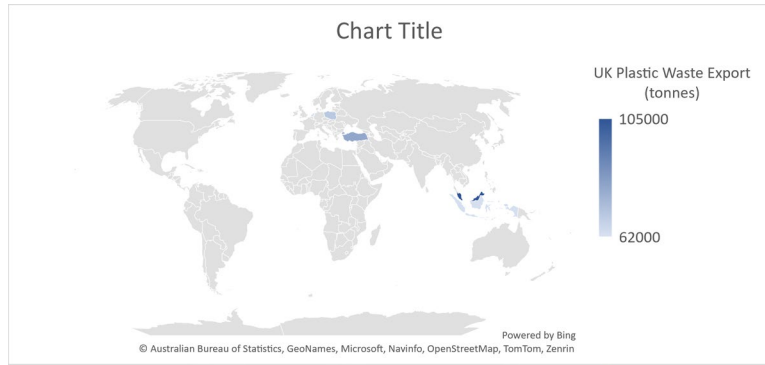 Chart Title
UK Plastic Waste Export
(tonnes)
105000
62000
Powered by Bing
© Australian Bureau of Statistics, GeoNames, Microsoft, Navinfo, OpenStreetMap, TomTom, Zenrin